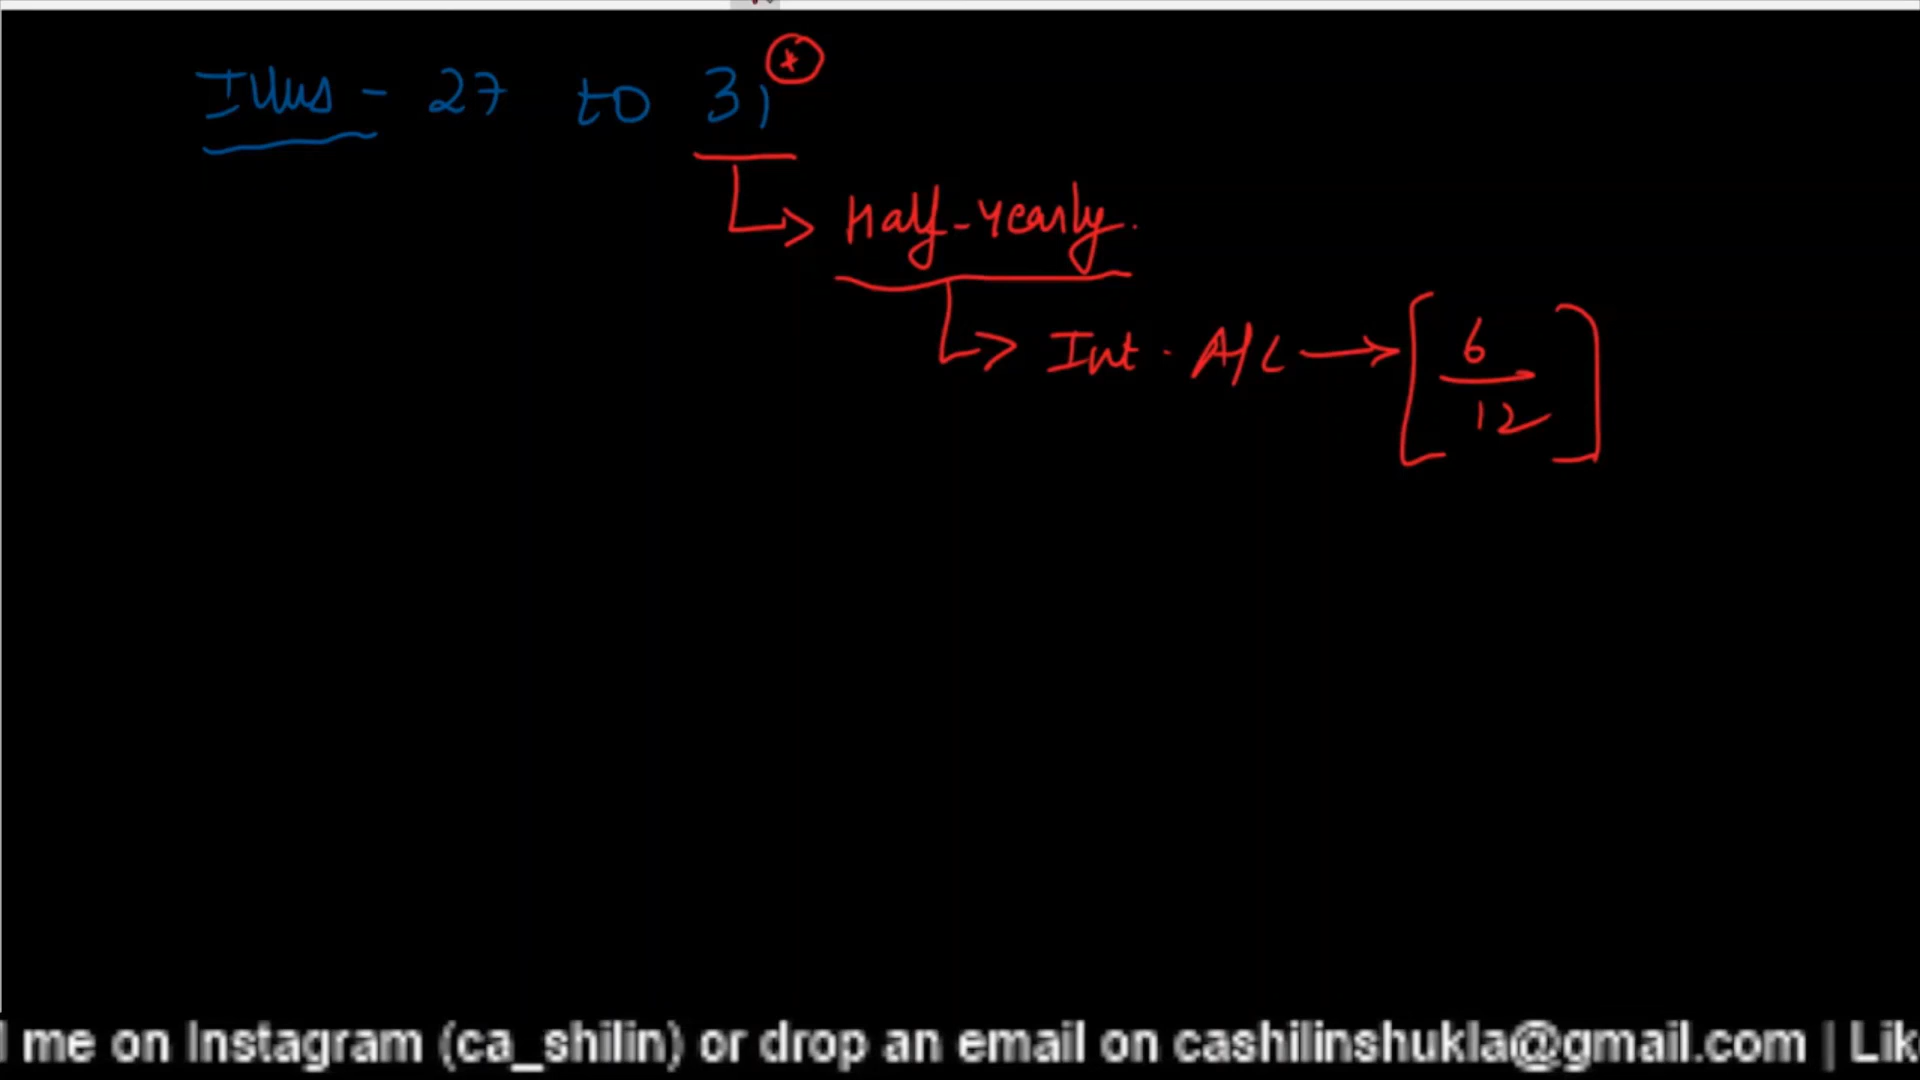 Illus - 27 to 31 *
Half-Yearly.
Int. A/c → [6/12]
me on Instagram (ca_shilin) or drop an email on cashilinshukla@gmail.com | Lik